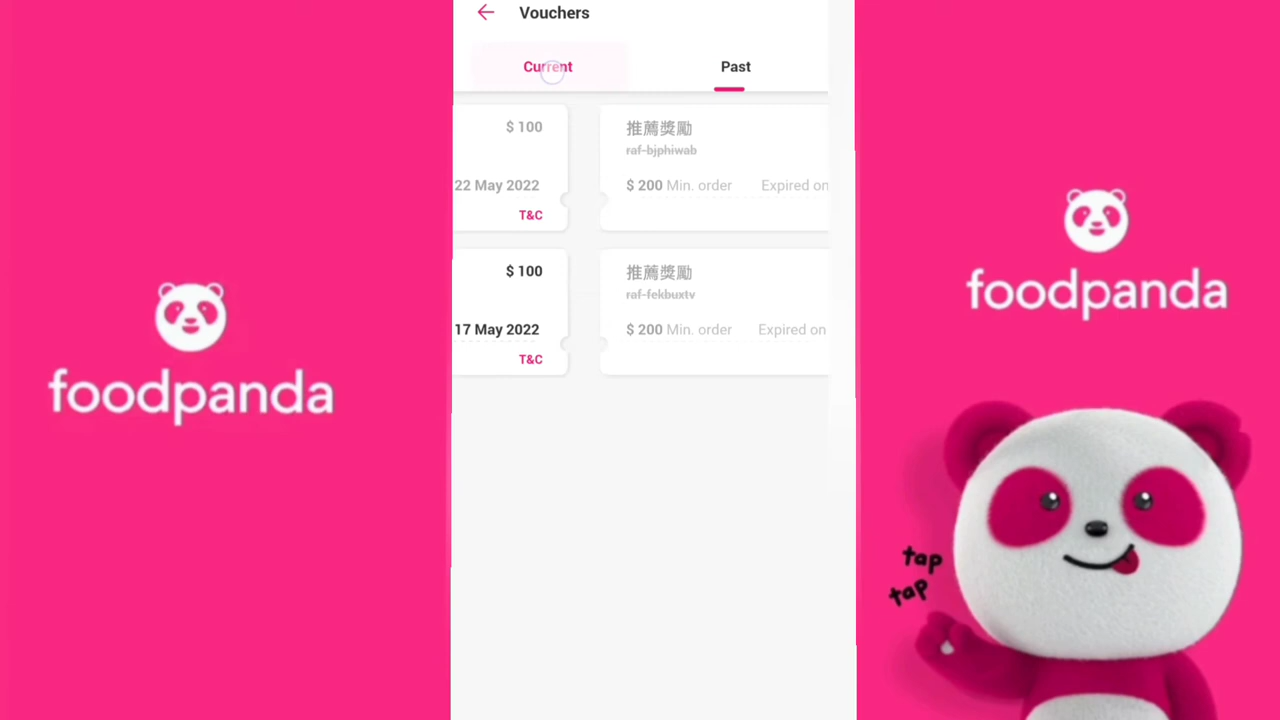 Vouchers
Current
Past
$ 100
推薦獎勵
raf-bjphiwab
22 May 2022
$ 200 Min. order
Expired on
T&C
$ 100
推薦獎勵
raf-fekbuxtv
17 May 2022
$ 200 Min. order
Expired on
T&C
foodpanda
foodpanda
tap
tap